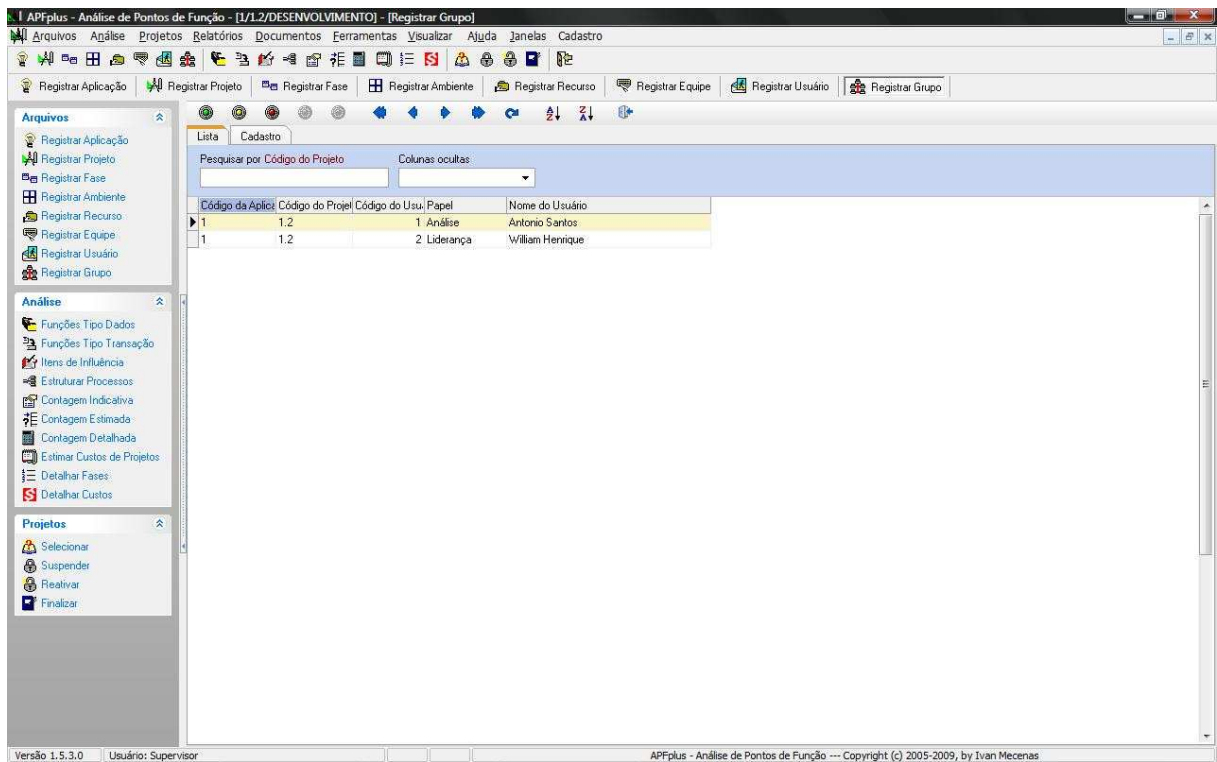 APFplus - Análise de Pontos de Função - [1/1.2/DESENVOLVIMENTO] - [Registrar Grupo]
Arquivos Análise Projetos Relatórios Documentos Ferramentas Visualizar Ajuda Janelas Cadastro
Registrar Aplicação Registrar Projeto Registrar Fase Registrar Ambiente Registrar Recurso Registrar Equipe Registrar Usuário Registrar Grupo
Arquivos
Registrar Aplicação
Registrar Projeto
Registrar Fase
Registrar Ambiente
Registrar Recurso
Registrar Equipe
Registrar Usuário
Registrar Grupo
Análise
Funções Tipo Dados
Funções Tipo Transação
Itens de Influência
Estruturar Processos
Contagem Indicativa
Contagem Estimada
Contagem Detalhada
Estimar Custos de Projetos
Detalhar Fases
Detalhar Custos
Projetos
Selecionar
Suspender
Reativar
Finalizar
Lista Cadastro
Pesquisar por Código do Projeto Colunas ocultas
Código da Aplica Código do Projet Código do Usu Papel Nome do Usuário
1 1.2 1 Análise Antonio Santos
1 1.2 2 Liderança William Henrique
Versão 1.5.3.0 Usuário: Supervisor APFplus - Análise de Pontos de Função --- Copyright (c) 2005-2009, by Ivan Mecenas